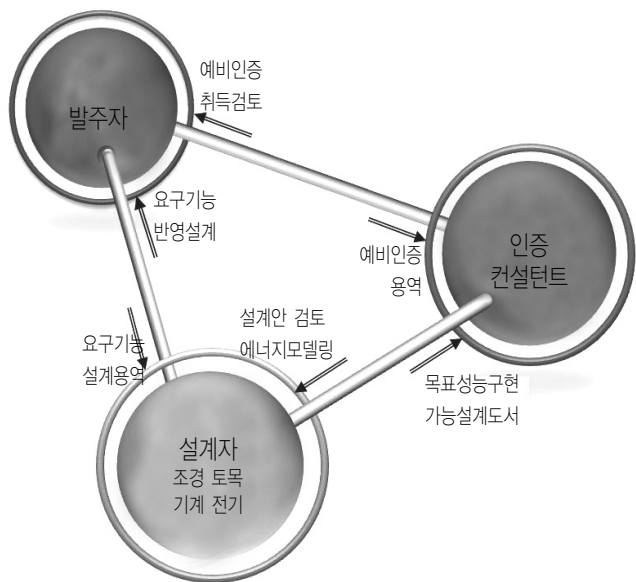 예비인증
취득검토
발주자
요구기능
반영설계
예비인증
용역
인증
컨설턴트
설계안 검토
에너지모델링
요구기능
설계용역
목표성능구현
가능설계도서
설계자
조경 토목
기계 전기